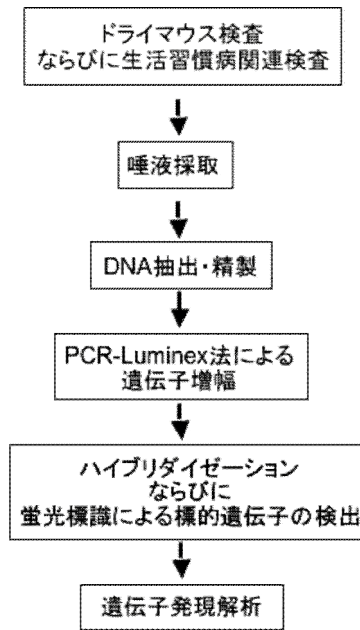 ドライマウス検査
ならびに生活習慣病関連検査
唾液採取
DNA抽出・精製
PCR-Luminex法による
遺伝子増幅
ハイブリダイゼーション
ならびに
蛍光標識による標的遺伝子の検出
遺伝子発現解析